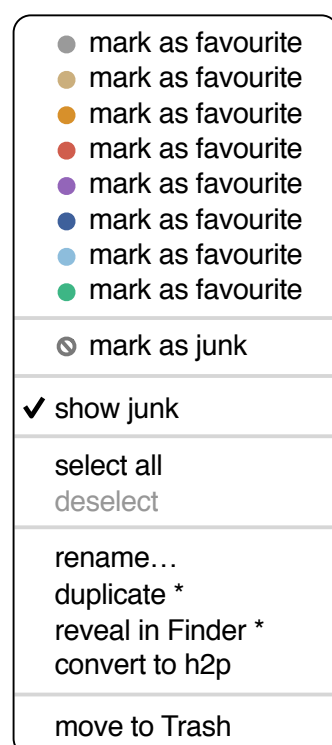 mark as favourite
mark as favourite
mark as favourite
mark as favourite
mark as favourite
mark as favourite
mark as favourite
mark as favourite
mark as junk
show junk
select all
deselect
rename…
duplicate *
reveal in Finder *
convert to h2p
move to Trash